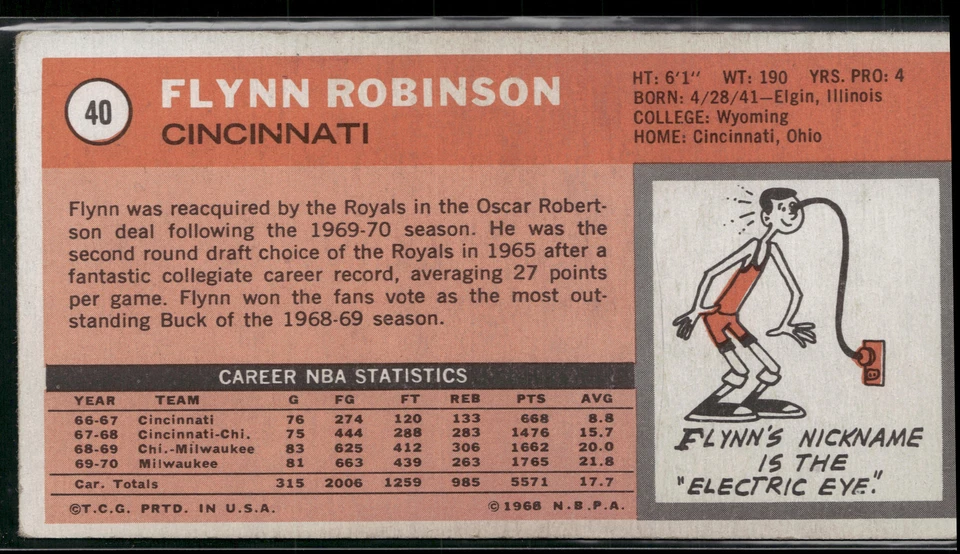 40
FLYNN ROBINSON
CINCINNATI
HT: 6'1" WT: 190 YRS. PRO: 4
BORN: 4/28/41—Elgin, Illinois
COLLEGE: Wyoming
HOME: Cincinnati, Ohio
Flynn was reacquired by the Royals in the Oscar Robert-
son deal following the 1969-70 season. He was the
second round draft choice of the Royals in 1965 after a
fantastic collegiate career record, averaging 27 points
per game. Flynn won the fans vote as the most out-
standing Buck of the 1968-69 season.
CAREER NBA STATISTICS
YEAR TEAM G FG FT REB PTS AVG
66-67 Cincinnati 76 274 120 133 668 8.8
67-68 Cincinnati-Chi. 75 444 288 283 1476 15.7
68-69 Chi.-Milwaukee 83 625 412 306 1662 20.0
69-70 Milwaukee 81 663 439 263 1765 21.8
Car. Totals 315 2006 1259 985 5571 17.7
©T.C.G. PRTD. IN U.S.A. ©1968 N.B.P.A.
FLYNN'S NICKNAME
IS THE
"ELECTRIC EYE."